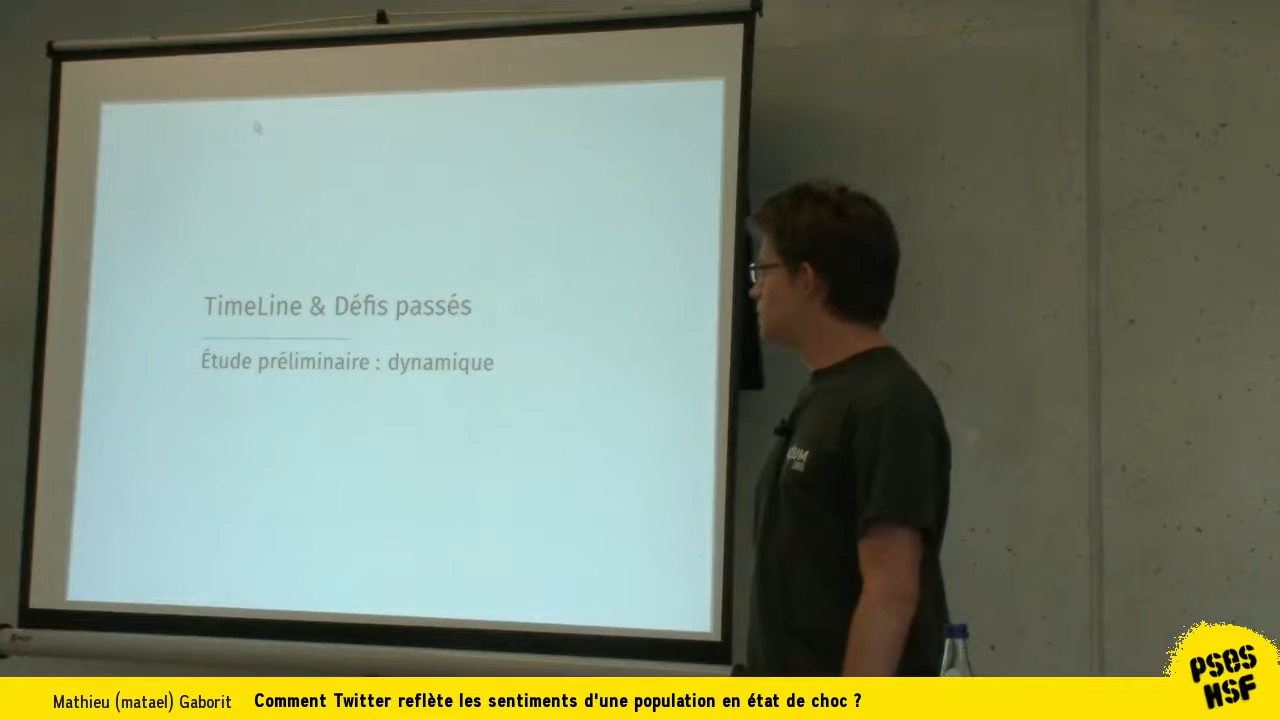 TimeLine & Défis passés
Étude préliminaire : dynamique
Mathieu (matael) Gaborit Comment Twitter reflète les sentiments d'une population en état de choc ?
PSES
HSF